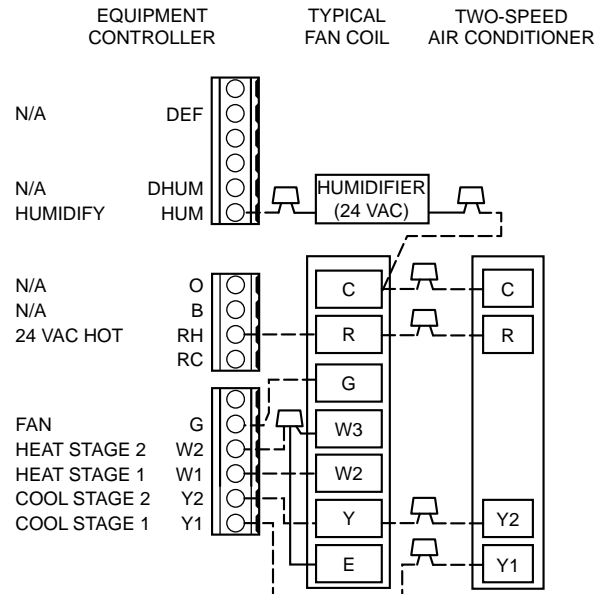 EQUIPMENT CONTROLLER
TYPICAL FAN COIL
TWO-SPEED AIR CONDITIONER
N/A DEF
N/A DHUM
HUMIDIFY HUM
HUMIDIFIER
(24 VAC)
N/A O C C
N/A B
24 VAC HOT RH R R
RC
G
FAN G W3
HEAT STAGE 2 W2
HEAT STAGE 1 W1 W2
COOL STAGE 2 Y2 Y Y2
COOL STAGE 1 Y1
E Y1